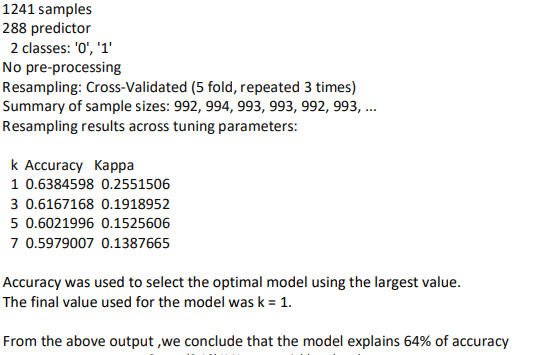 1241 samples
288 predictor
2 classes: '0', '1'
No pre-processing
Resampling: Cross-Validated (5 fold, repeated 3 times)
Summary of sample sizes: 992, 994, 993, 993, 992, 993, ...
Resampling results across tuning parameters:
k Accuracy Kappa
1 0.6384598 0.2551506
3 0.6167168 0.1918952
5 0.6021996 0.1525606
7 0.5979007 0.1387665
Accuracy was used to select the optimal model using the largest value.
The final value used for the model was k = 1.
From the above output ,we conclude that the model explains 64% of accuracy